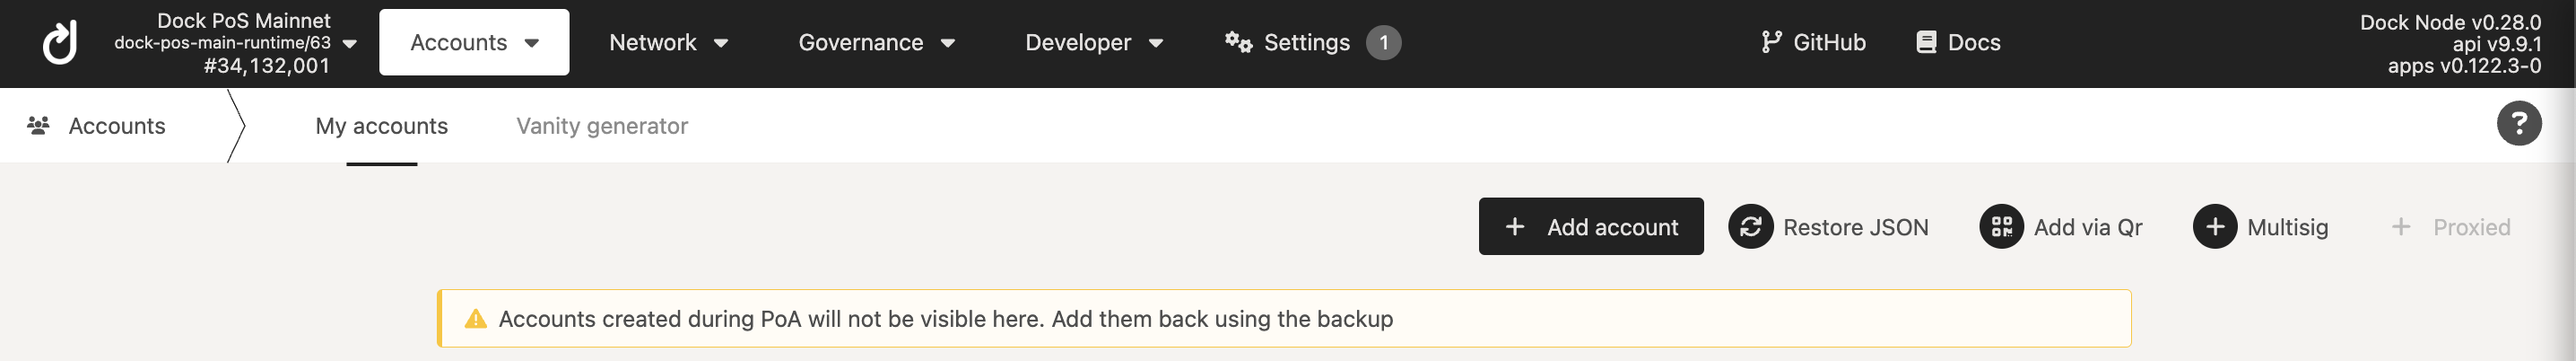 Dock PoS Mainnet
dock-pos-main-runtime/63
#34,132,001
Accounts
Network
Governance
Developer
Settings 1
GitHub
Docs
Dock Node v0.28.0
api v9.9.1
apps v0.122.3-0
Accounts
My accounts
Vanity generator
?
+ Add account
Restore JSON
Add via Qr
+ Multisig
+ Proxied
Accounts created during PoA will not be visible here. Add them back using the backup